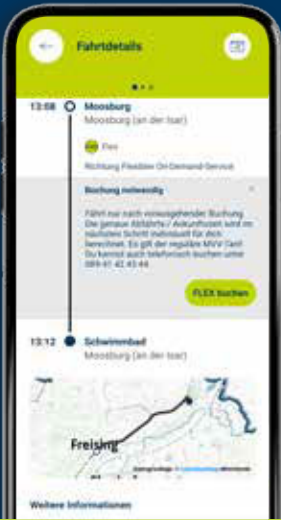 Fahrtdetails
13:08 Moosburg
Moosburg (an der Isar)
Flex
Richtung Flexibler On-Demand-Service
Buchung notwendig
Fährt nur nach vorausgehender Buchung.
Die genaue Abfahrts-/ Ankunftszeit wird im
nächsten Schritt individuell für dich
berechnet. Es gilt der reguläre MVV-Tarif.
Du kannst auch telefonisch buchen unter
089 41 42 43 44.
FLEX buchen
13:12 Schwimmbad
Moosburg (an der Isar)
Freising
Weitere Informationen